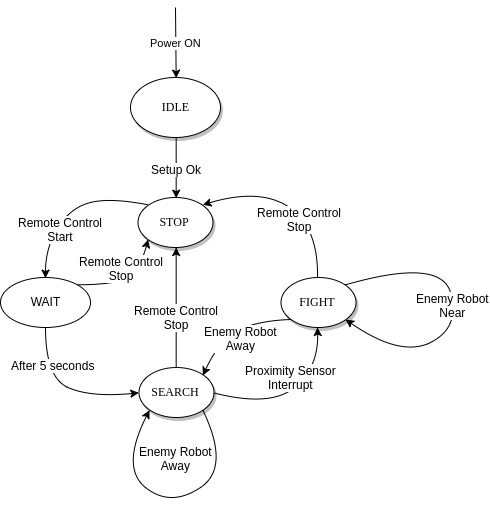 Power ON
IDLE
Setup Ok
STOP
Remote Control
Start
Remote Control
Stop
Remote Control
Stop
WAIT
FIGHT
Enemy Robot
Near
Remote Control
Stop
Enemy Robot
Away
After 5 seconds
Proximity Sensor
Interrupt
SEARCH
Enemy Robot
Away